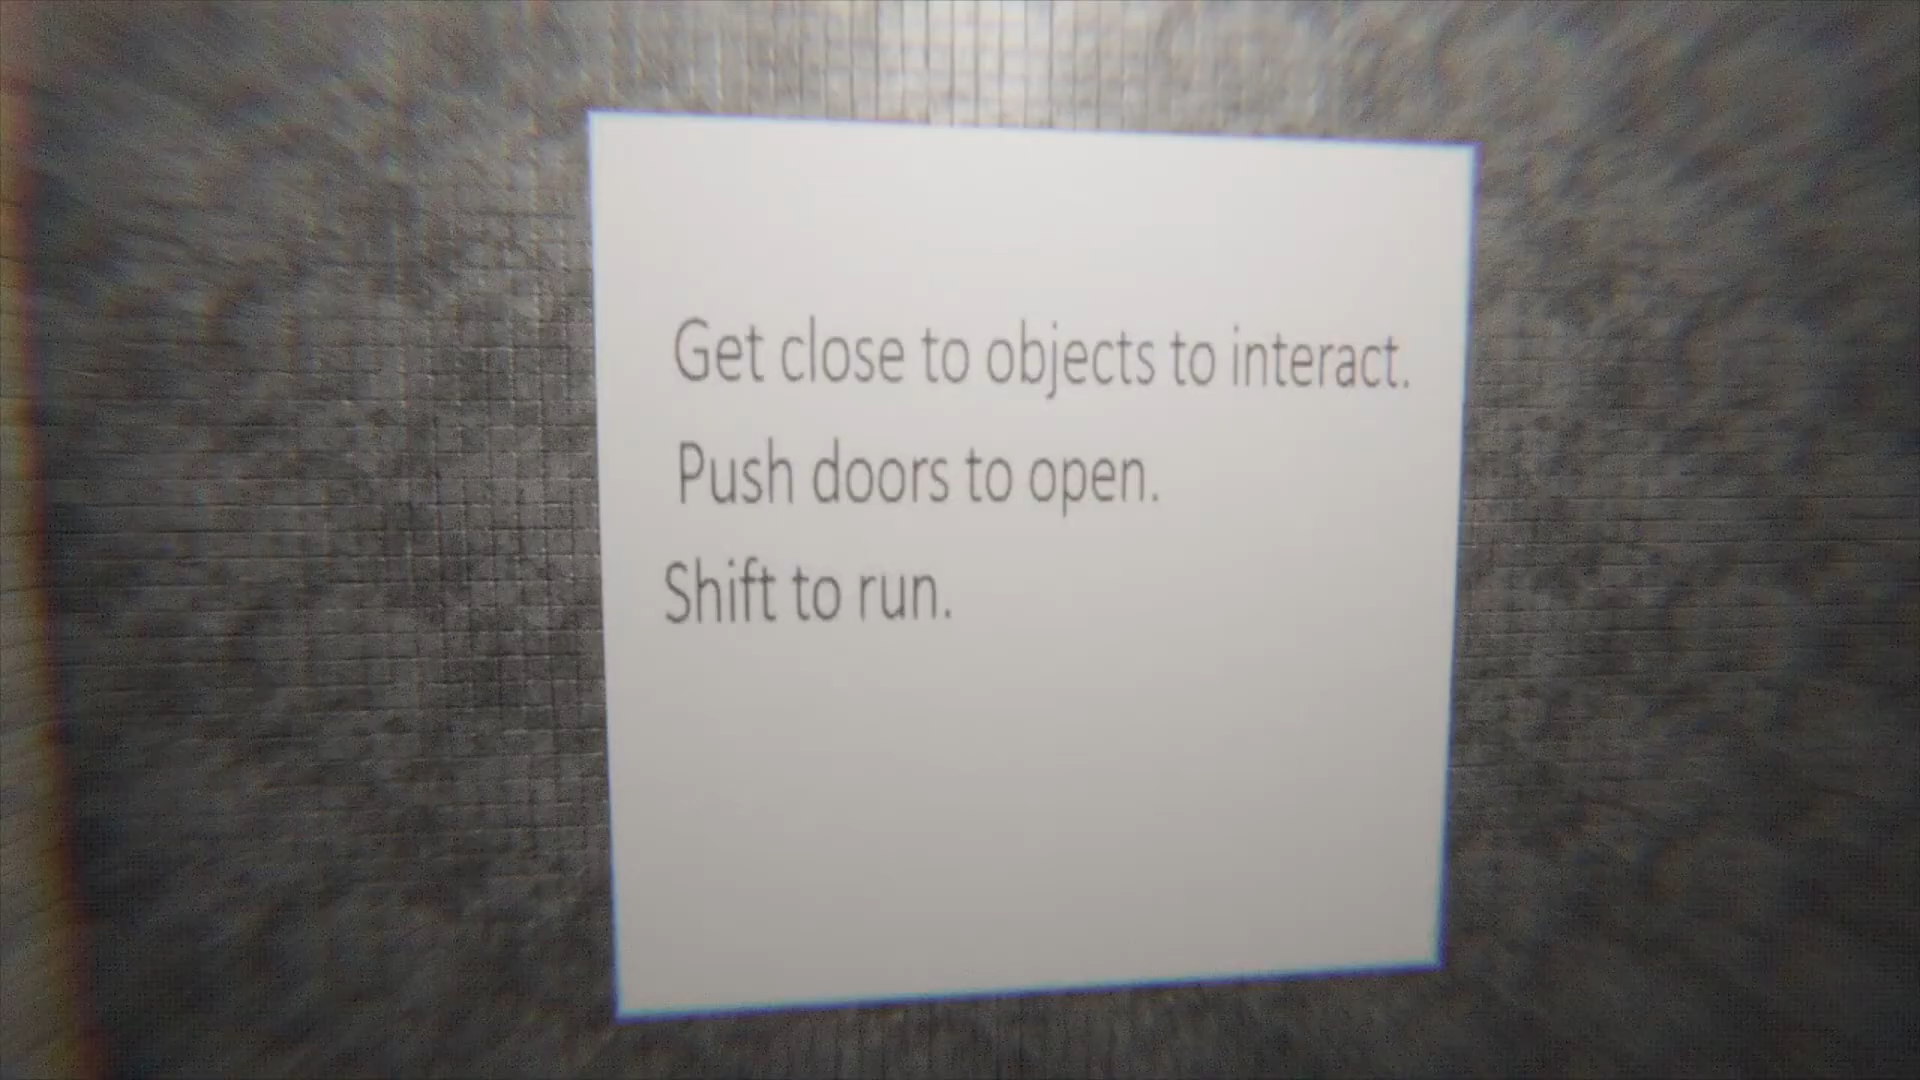 Get close to objects to interact.
Push doors to open.
Shift to run.